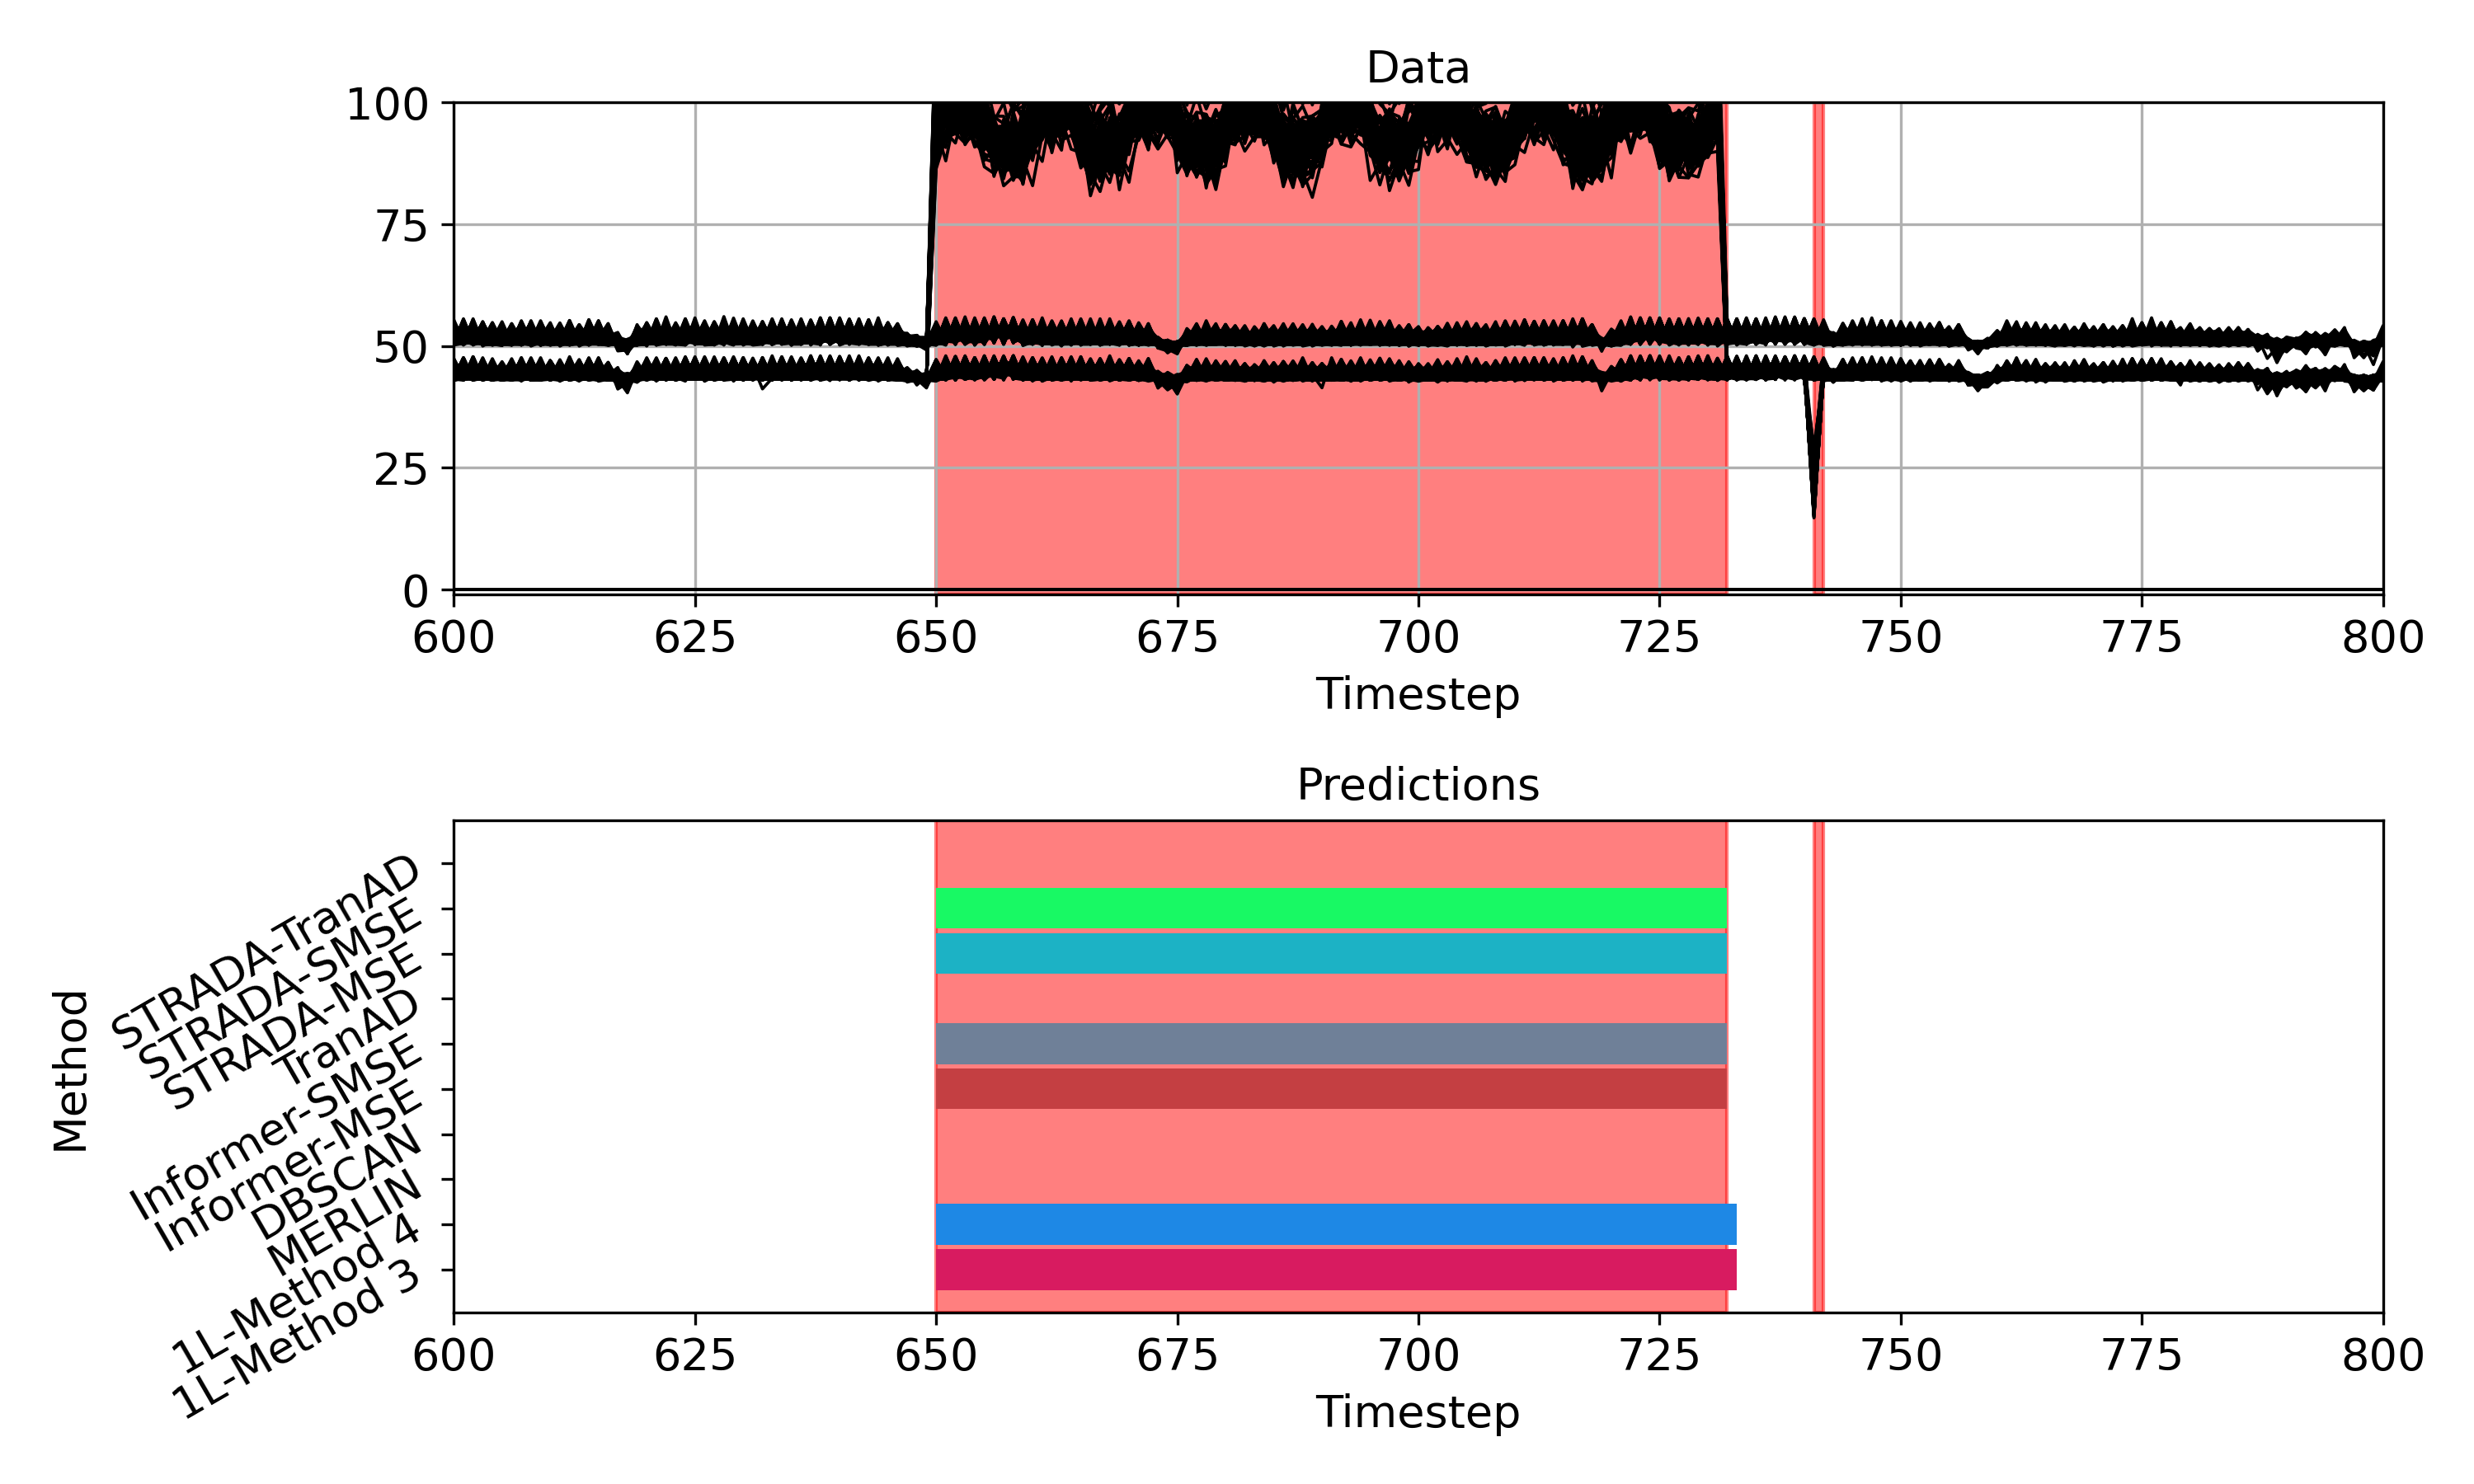 Data
100
75
50
25
0
600 625 650 675 700 725 750 775 800
Timestep
Predictions
Method
STRADA-TranAD
STRADA-SMSE
STRADA-MSE
TranAD
Informer-SMSE
Informer-MSE
DBSCAN
MERLIN
1L-Method 4
1L-Method 3
600 625 650 675 700 725 750 775 800
Timestep